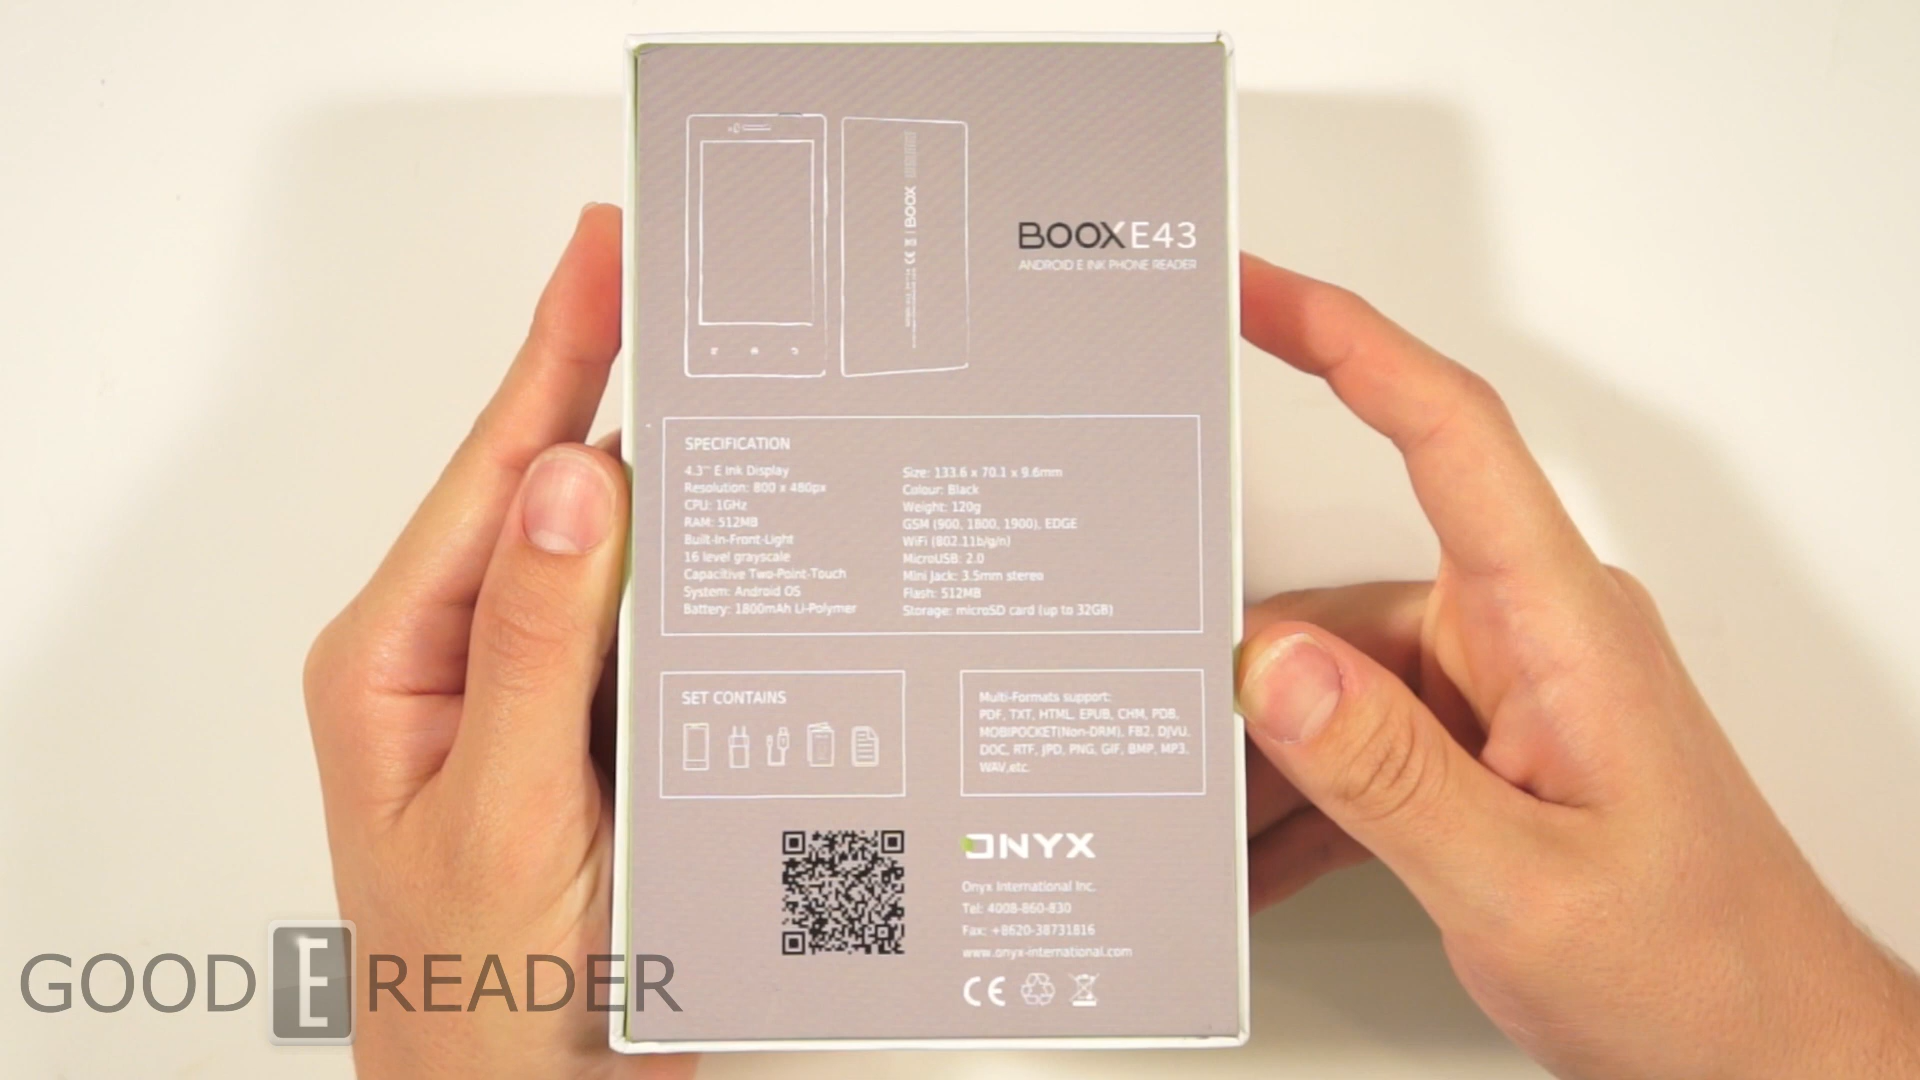 BOOX
BOOX E43
ANDROID E INK PHONE READER
SPECIFICATION
4.3" E Ink Display
Resolution: 800 x 480px
CPU: 1GHz
RAM: 512MB
Built-In-Front-Light
16 level grayscale
Capacitive Two-Point-Touch
System: Android OS
Battery: 1800mAh Li-Polymer
Size: 133.6 x 70.1 x 9.6mm
Colour: Black
Weight: 120g
GSM (900, 1800, 1900), EDGE
WiFi (802.11b/g/n)
MicroUSB: 2.0
Mini Jack: 3.5mm stereo
Flash: 512MB
Storage: microSD card (up to 32GB)
SET CONTAINS
Multi-Formats support:
PDF, TXT, HTML, EPUB, CHM, PDB,
MOBIPOCKET(Non-DRM), FB2, DJVU,
DOC, RTF, JPD, PNG, GIF, BMP, MP3,
WAV,etc.
ONYX
Onyx International Inc.
Tel: 4008-860-830
Fax: +8620-38731816
www.onyx-international.com
CE
GOOD E READER